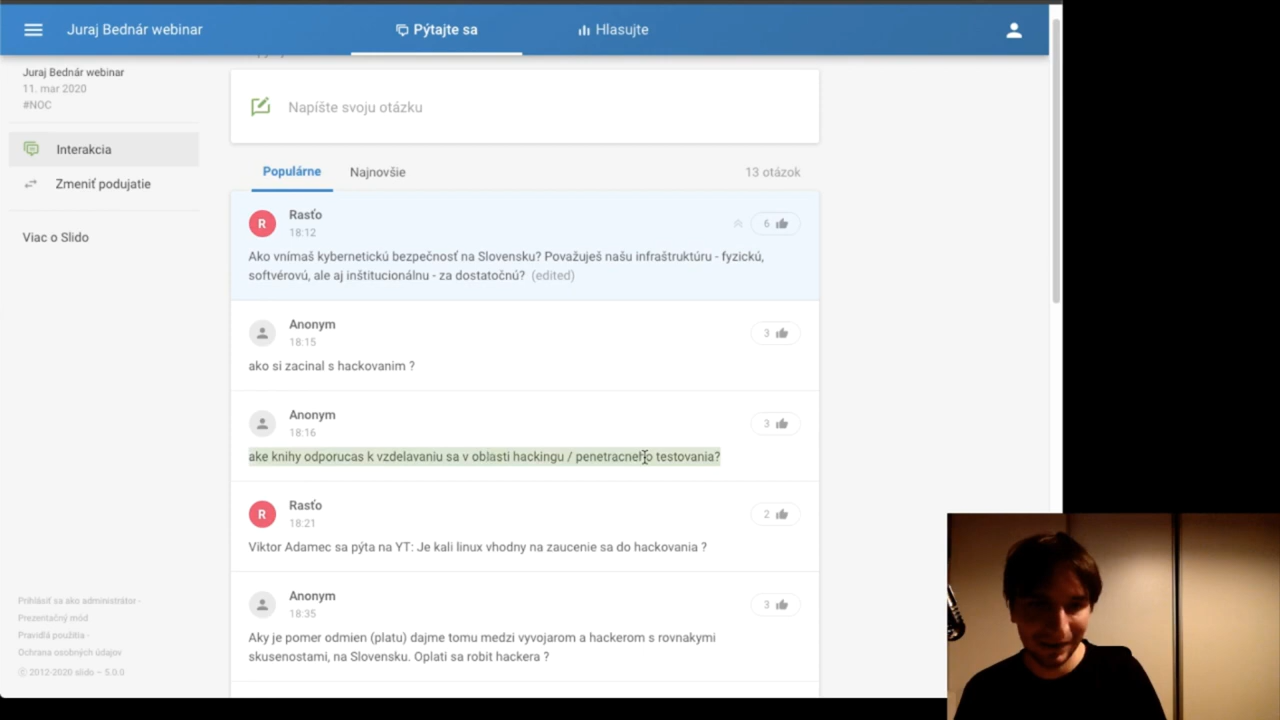 Juraj Bednár webinar
Pýtajte sa
Hlasujte
Juraj Bednár webinar
11. mar 2020
#NOC
Interakcia
Zmeniť podujatie
Viac o Slido
Napíšte svoju otázku
Populárne
Najnovšie
13 otázok
R
Rasťo
18:12
6
Ako vnímaš kybernetickú bezpečnosť na Slovensku? Považuješ našu infraštruktúru - fyzickú,
softvérovú, ale aj inštitucionálnu - za dostatočnú? (edited)
Anonym
18:15
3
ako si zacinal s hackovanim ?
Anonym
18:16
3
ake knihy odporucas k vzdelavaniu sa v oblasti hackingu / penetracneho testovania?
R
Rasťo
18:21
2
Viktor Adamec sa pýta na YT: Je kali linux vhodny na zaucenie sa do hackovania ?
Anonym
18:35
3
Aky je pomer odmien (platu) dajme tomu medzi vyvojarom a hackerom s rovnakymi
skusenostami, na Slovensku. Oplati sa robit hackera ?
Prihlásiť sa ako administrátor -
Prezentačný mód
Pravidlá použitia -
Ochrana osobných údajov
© 2012-2020 slido – 5.0.0